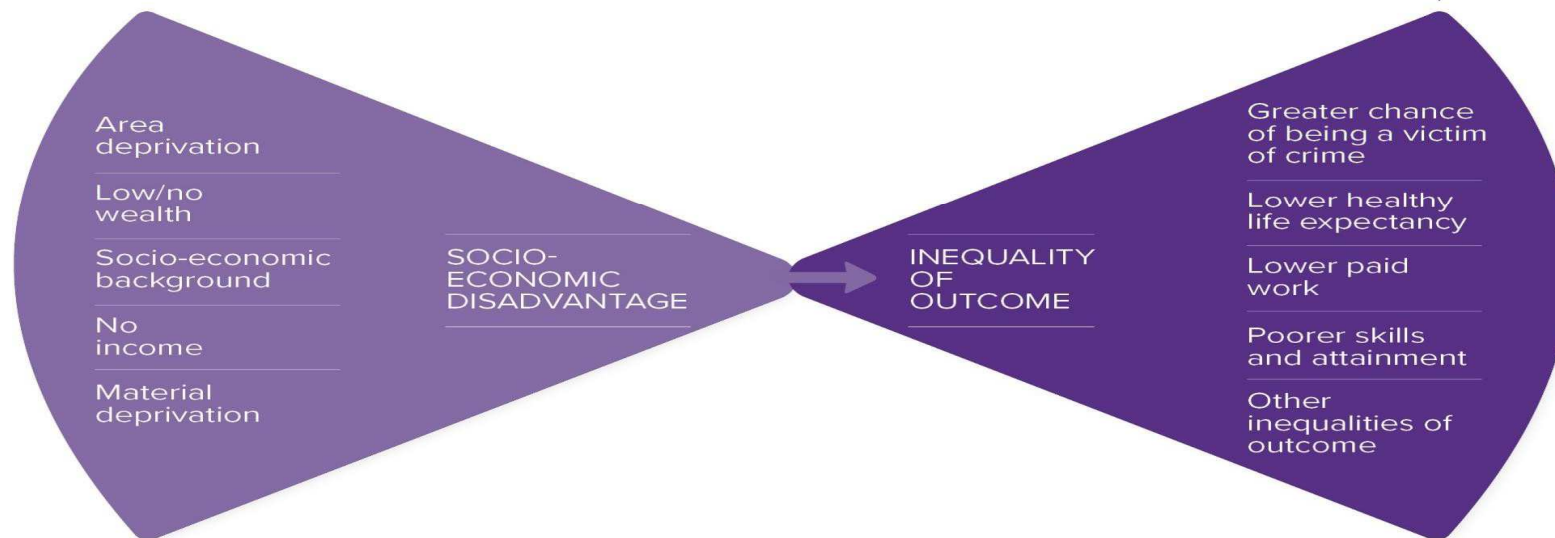 Area
deprivation
Low/no
wealth
Socio-economic
background
No
income
Material
deprivation
SOCIO-
ECONOMIC
DISADVANTAGE
INEQUALITY
OF
OUTCOME
Greater chance
of being a victim
of crime
Lower healthy
life expectancy
Lower paid
work
Poorer skills
and attainment
Other
inequalities of
outcome